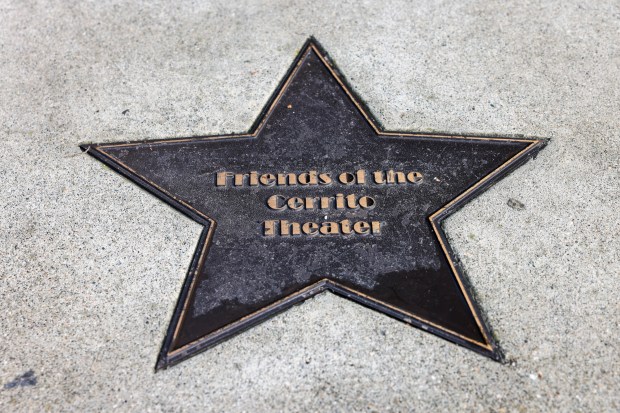 Friends of the
Cerrito
Theater